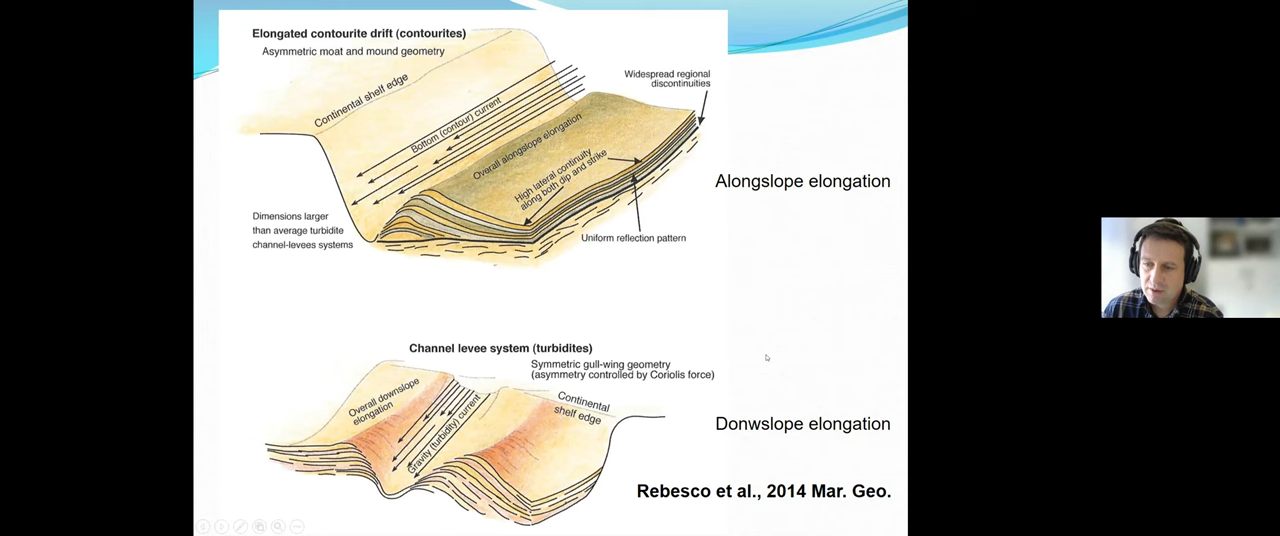 Elongated contourite drift (contourites)
Asymmetric moat and mound geometry
Continental shelf edge
Bottom (contour) current
Widespread regional
discontinuities
Overall alongslope elongation
High lateral continuity
along both dip and strike
Alongslope elongation
Dimensions larger
than average turbidite
channel-levees systems
Uniform reflection pattern
Channel levee system (turbidites)
Symmetric gull-wing geometry
(asymmetry controlled by Coriolis force)
Overall downslope
elongation
Gravity (turbidity) current
Continental
shelf edge
Donwslope elongation
Rebesco et al., 2014 Mar. Geo.